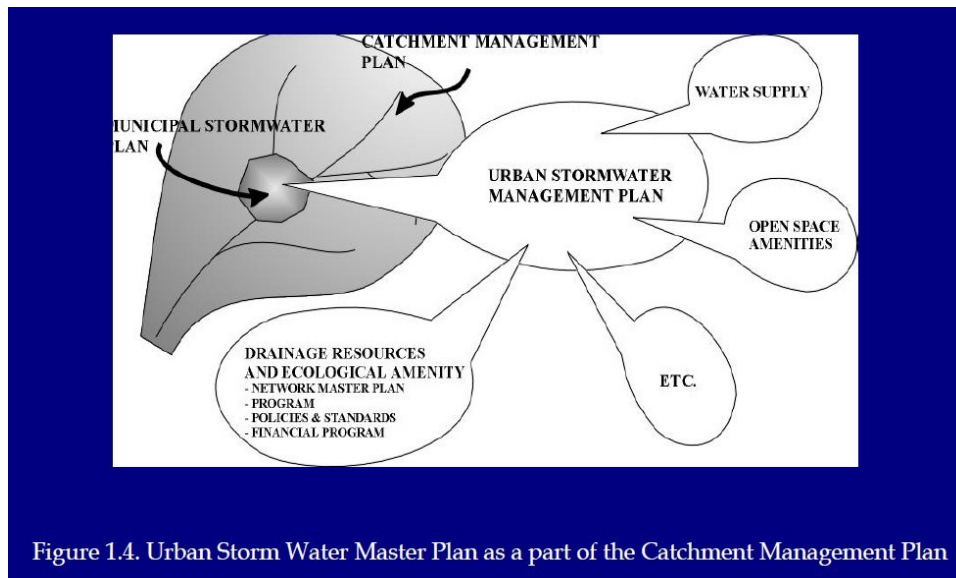 CATCHMENT MANAGEMENT
PLAN
MUNICIPAL STORMWATER
PLAN
WATER SUPPLY
URBAN STORMWATER
MANAGEMENT PLAN
OPEN SPACE
AMENITIES
DRAINAGE RESOURCES
AND ECOLOGICAL AMENITY
- NETWORK MASTER PLAN
- PROGRAM
- POLICIES & STANDARDS
- FINANCIAL PROGRAM
ETC.
Figure 1.4. Urban Storm Water Master Plan as a part of the Catchment Management Plan